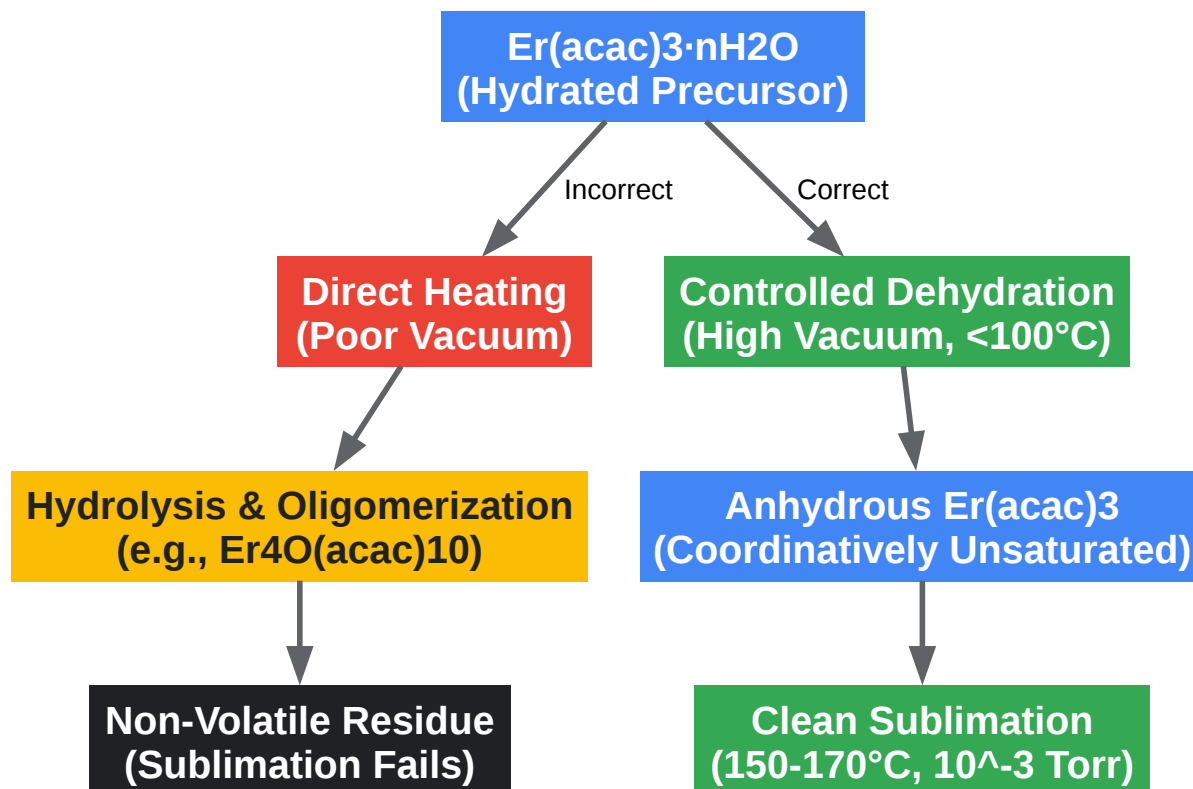 Er(acac)3·nH2O
(Hydrated Precursor)
Incorrect
Correct
Direct Heating
(Poor Vacuum)
Controlled Dehydration
(High Vacuum, <100°C)
Hydrolysis & Oligomerization
(e.g., Er4O(acac)10)
Anhydrous Er(acac)3
(Coordinatively Unsaturated)
Non-Volatile Residue
(Sublimation Fails)
Clean Sublimation
(150-170°C, 10^-3 Torr)